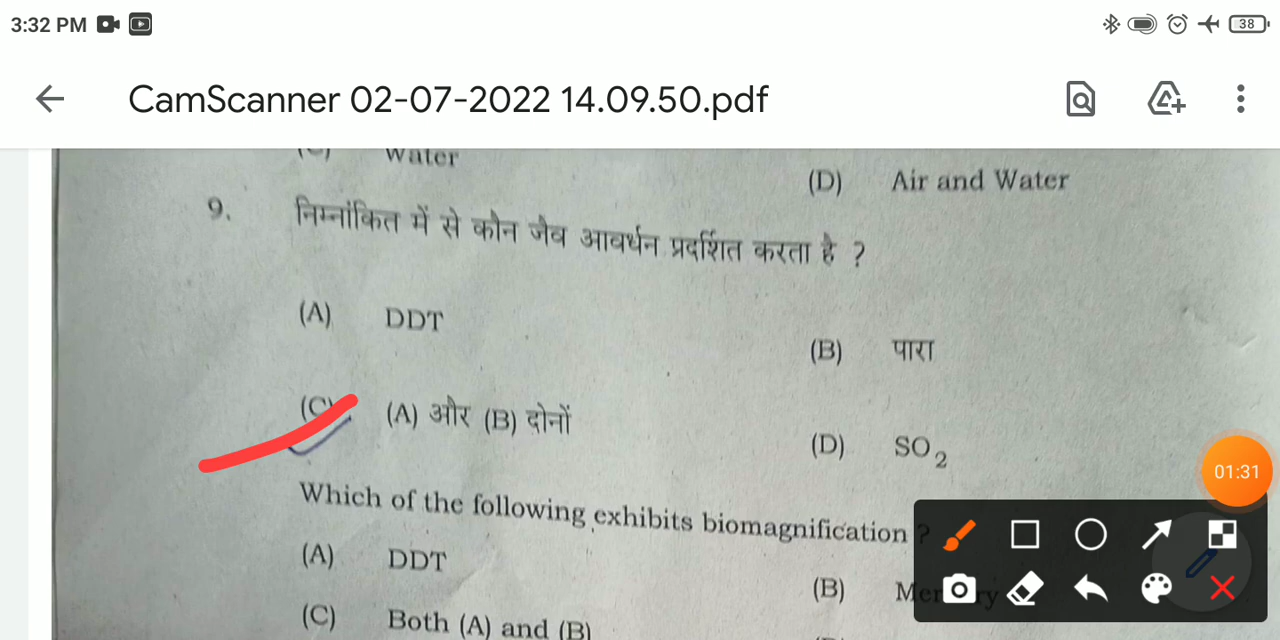 3:32 PM
38
CamScanner 02-07-2022 14.09.50.pdf
(C) Water
(D) Air and Water
9. निम्नांकित में से कौन जैव आवर्धन प्रदर्शित करता है ?
(A) DDT
(B) पारा
(C) (A) और (B) दोनों
(D) SO2
01:31
Which of the following exhibits biomagnification ?
(A) DDT
(B) Mercury
(C) Both (A) and (B)